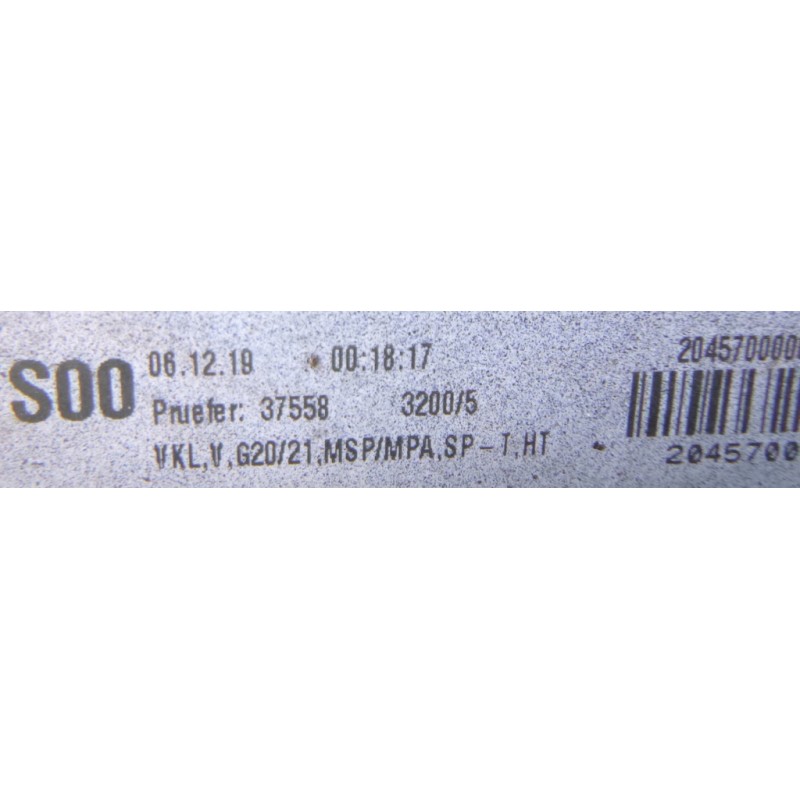 S00
06.12.19 00:18:17
Pruefer: 37558 3200/5
VKL,V,G20/21,MSP/MPA,SP-T,HT
204570000
2045700